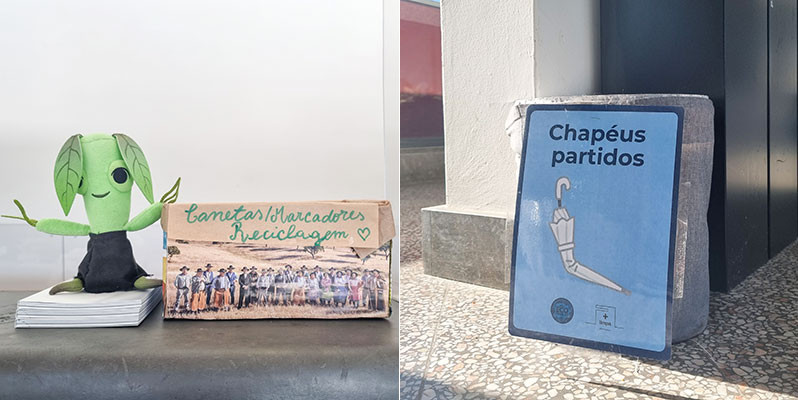 Canetas/Marcadores
Reciclagem ♡
Chapéus
partidos